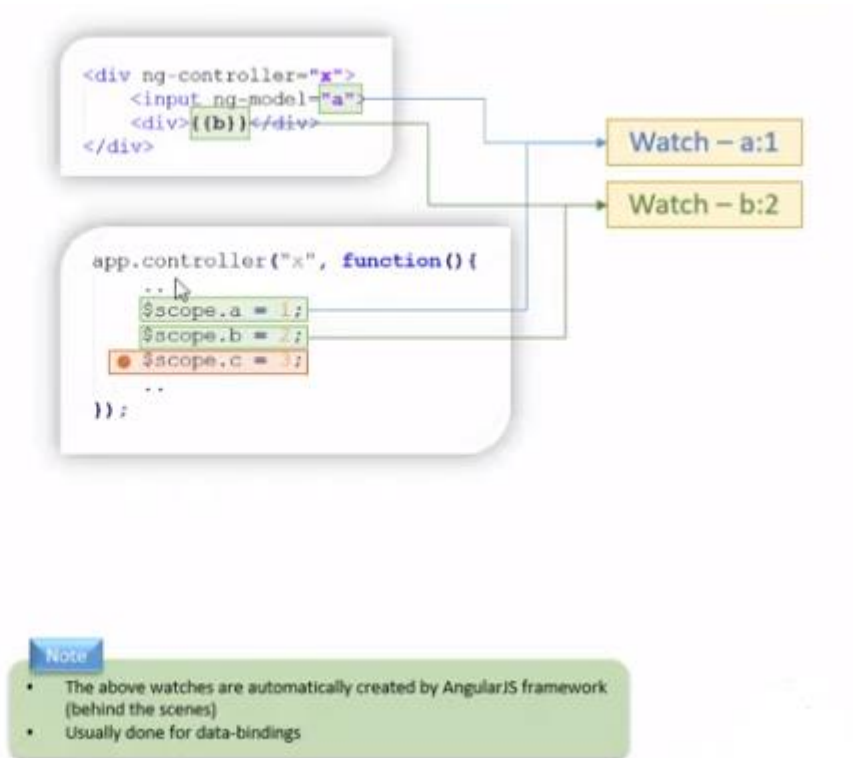 <div ng-controller="x">
<input ng-model="a">
<div>{{b}}</div>
</div>
Watch – a:1
Watch – b:2
app.controller("x", function(){
..
$scope.a = 1;
$scope.b = 2;
$scope.c = 3;
..
});
Note
• The above watches are automatically created by AngularJS framework
(behind the scenes)
• Usually done for data-bindings